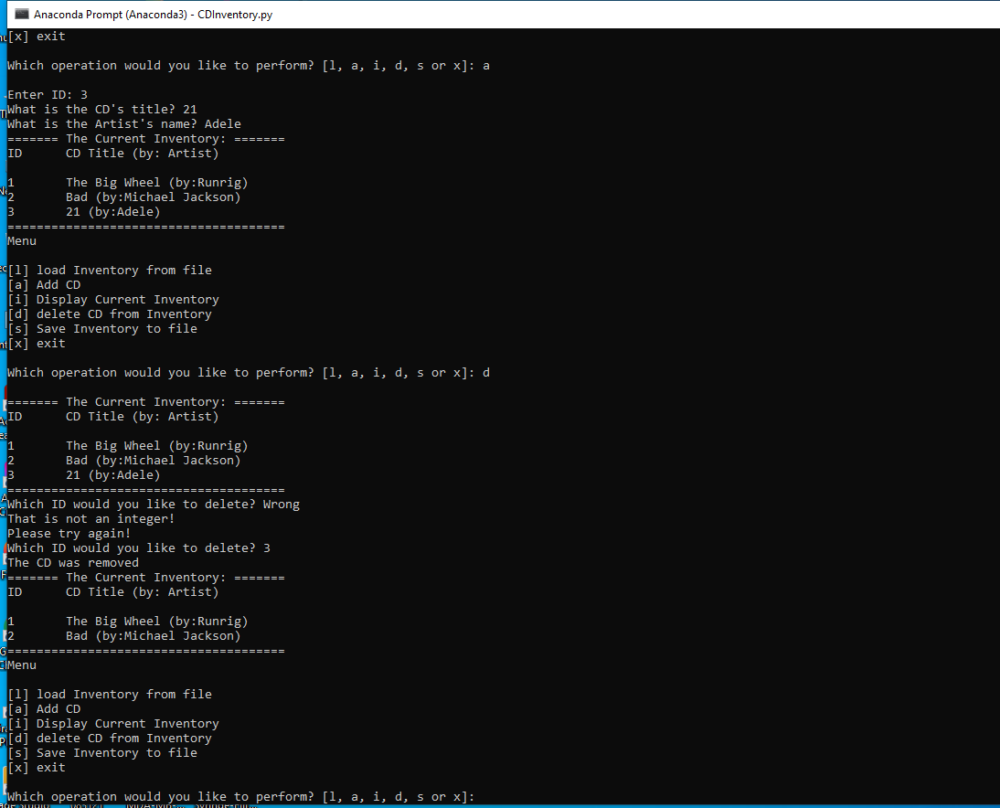 Anaconda Prompt (Anaconda3) - CDInventory.py
[x] exit
Which operation would you like to perform? [l, a, i, d, s or x]: a
Enter ID: 3
What is the CD's title? 21
What is the Artist's name? Adele
======= The Current Inventory: =======
ID      CD Title (by: Artist)
1       The Big Wheel (by:Runrig)
2       Bad (by:Michael Jackson)
3       21 (by:Adele)
======================================
Menu
[l] load Inventory from file
[a] Add CD
[i] Display Current Inventory
[d] delete CD from Inventory
[s] Save Inventory to file
[x] exit
Which operation would you like to perform? [l, a, i, d, s or x]: d
======= The Current Inventory: =======
ID      CD Title (by: Artist)
1       The Big Wheel (by:Runrig)
2       Bad (by:Michael Jackson)
3       21 (by:Adele)
======================================
Which ID would you like to delete? Wrong
That is not an integer!
Please try again!
Which ID would you like to delete? 3
The CD was removed
======= The Current Inventory: =======
ID      CD Title (by: Artist)
1       The Big Wheel (by:Runrig)
2       Bad (by:Michael Jackson)
======================================
Menu
[l] load Inventory from file
[a] Add CD
[i] Display Current Inventory
[d] delete CD from Inventory
[s] Save Inventory to file
[x] exit
Which operation would you like to perform? [l, a, i, d, s or x]: